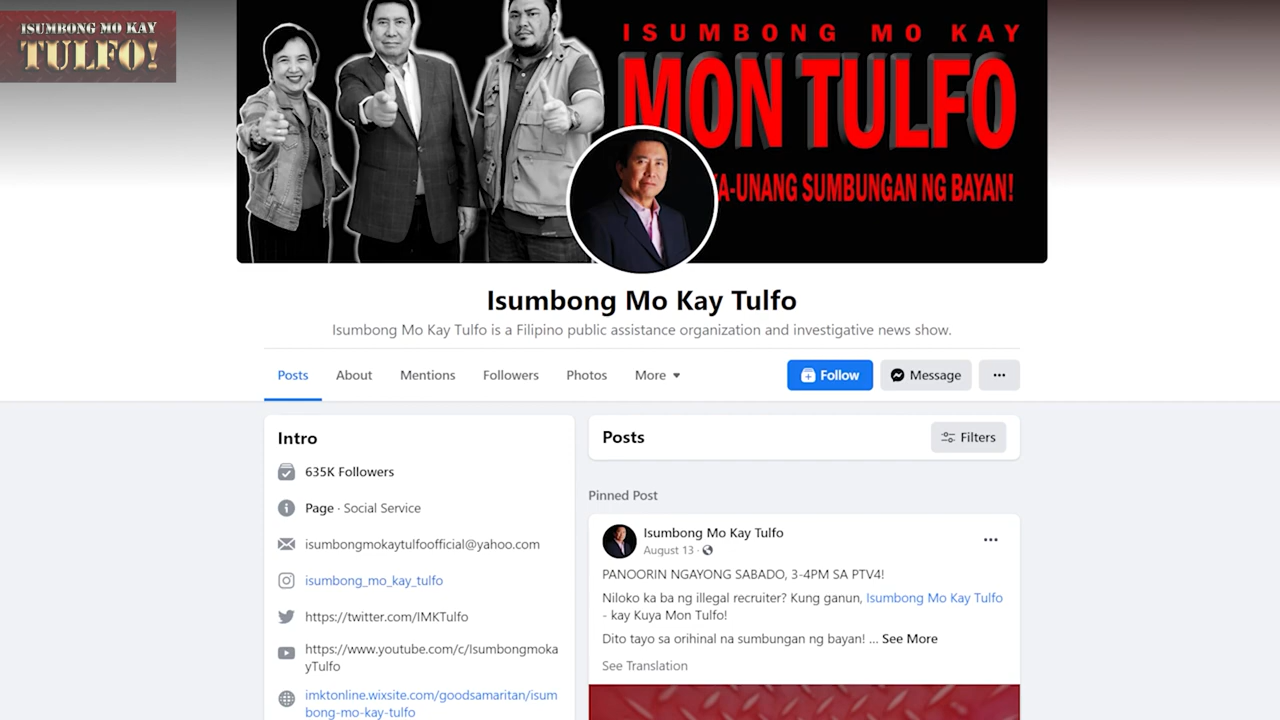 ISUMBONG MO KAY
TULFO!
ISUMBONG MO KAY
MON TULFO
KA-UNANG SUMBUNGAN NG BAYAN!
Isumbong Mo Kay Tulfo
Isumbong Mo Kay Tulfo is a Filipino public assistance organization and investigative news show.
Posts About Mentions Followers Photos More
Follow Message
Intro
635K Followers
Page · Social Service
isumbongmokaytulfoofficial@yahoo.com
isumbong_mo_kay_tulfo
https://twitter.com/IMKTulfo
https://www.youtube.com/c/Isumbongmoka
yTulfo
imktonline.wixsite.com/goodsamaritan/isum
bong-mo-kay-tulfo
Posts
Filters
Pinned Post
Isumbong Mo Kay Tulfo
August 13 ·
PANOORIN NGAYONG SABADO, 3-4PM SA PTV4!
Niloko ka ba ng illegal recruiter? Kung ganun, Isumbong Mo Kay Tulfo
- kay Kuya Mon Tulfo!
Dito tayo sa orihinal na sumbungan ng bayan! ... See More
See Translation